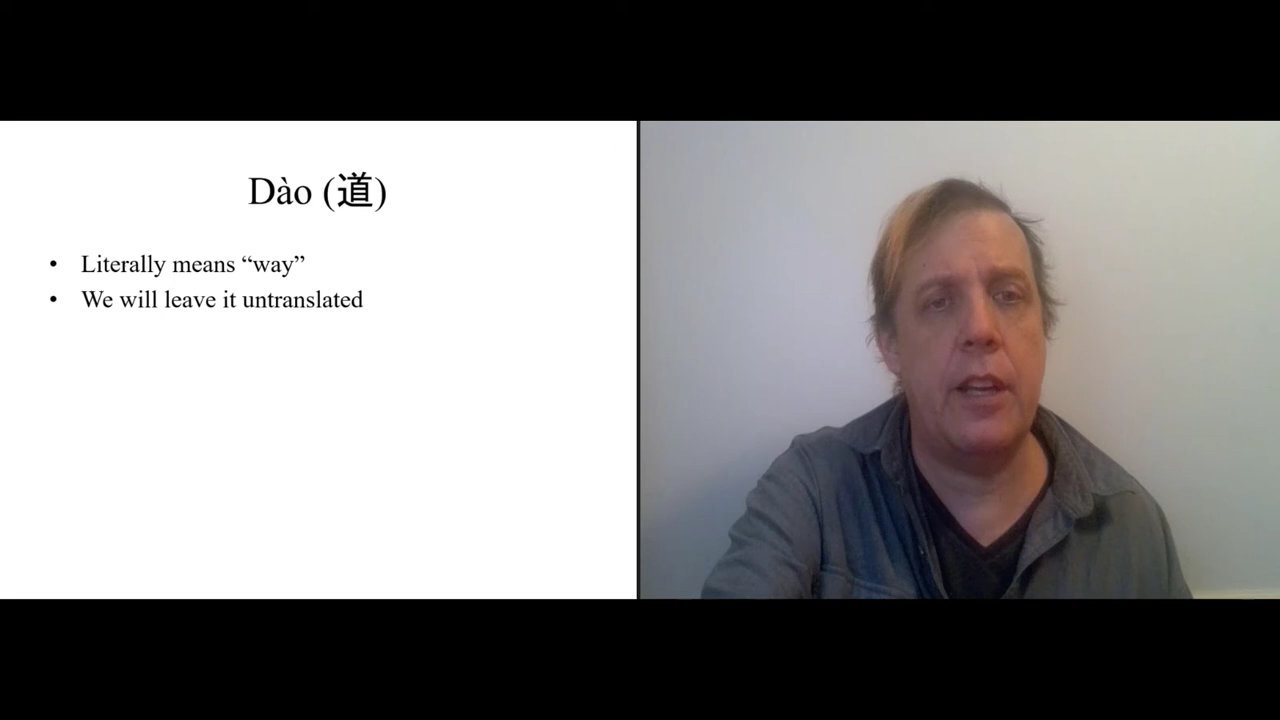 Dào (道)
• Literally means “way”
• We will leave it untranslated